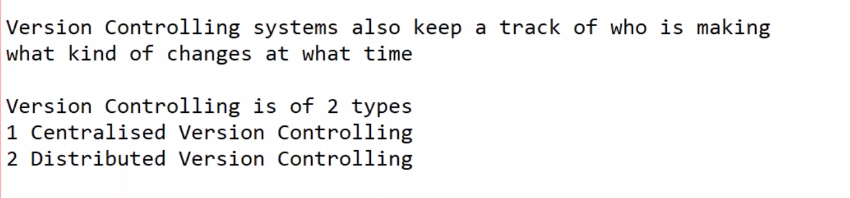 Version Controlling systems also keep a track of who is making
what kind of changes at what time
Version Controlling is of 2 types
1 Centralised Version Controlling
2 Distributed Version Controlling